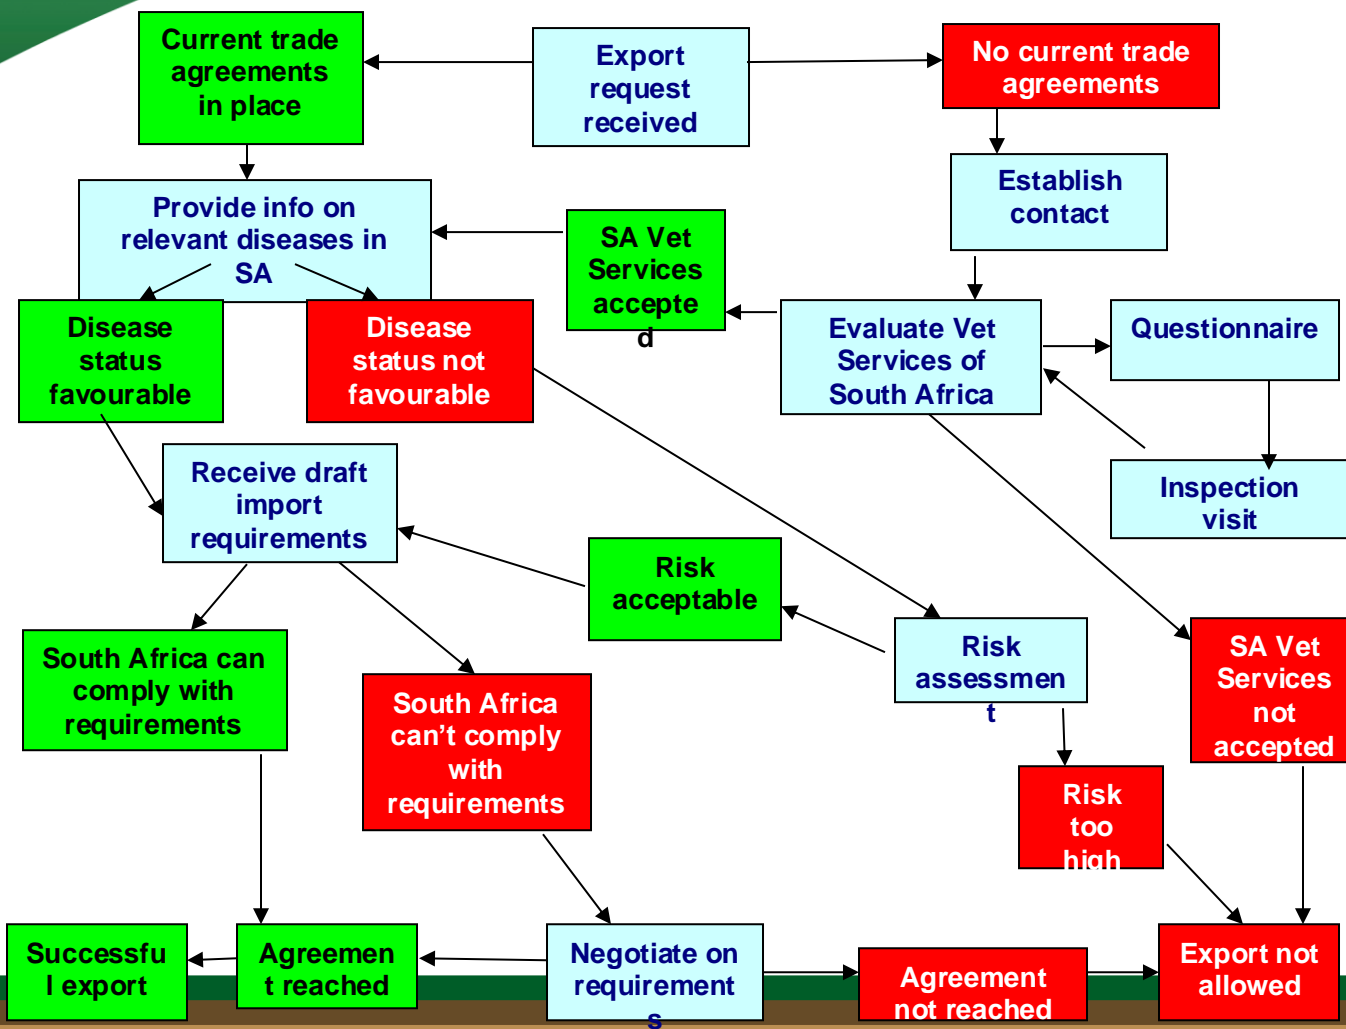 Current trade
agreements
in place
Export
request
received
No current trade
agreements
Establish
contact
Provide info on
relevant diseases in
SA
SA Vet
Services
accepte
d
Disease
status
favourable
Disease
status not
favourable
Evaluate Vet
Services of
South Africa
Questionnaire
Receive draft
import
requirements
Inspection
visit
Risk
acceptable
Risk
assessmen
t
SA Vet
Services
not
accepted
South Africa can
comply with
requirements
South Africa
can't comply
with
requirements
Risk
too
high
Successfu
l export
Agreemen
t reached
Negotiate on
requirement
s
Agreement
not reached
Export not
allowed